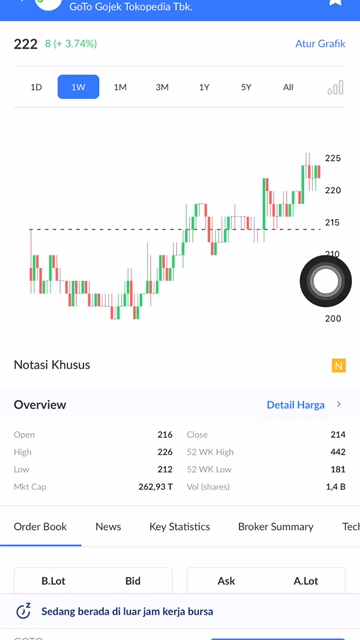 GoTo Gojek Tokopedia Tbk.
222 8 (+ 3.74%) Atur Grafik
1D 1W 1M 3M 1Y 5Y All
225
220
215
210
200
Notasi Khusus N
Overview Detail Harga >
Open 216 Close 214
High 226 52 WK High 442
Low 212 52 WK Low 181
Mkt Cap 262,93 T Vol (shares) 1,4 B
Order Book News Key Statistics Broker Summary Tech
B.Lot Bid Ask A.Lot
Sedang berada di luar jam kerja bursa